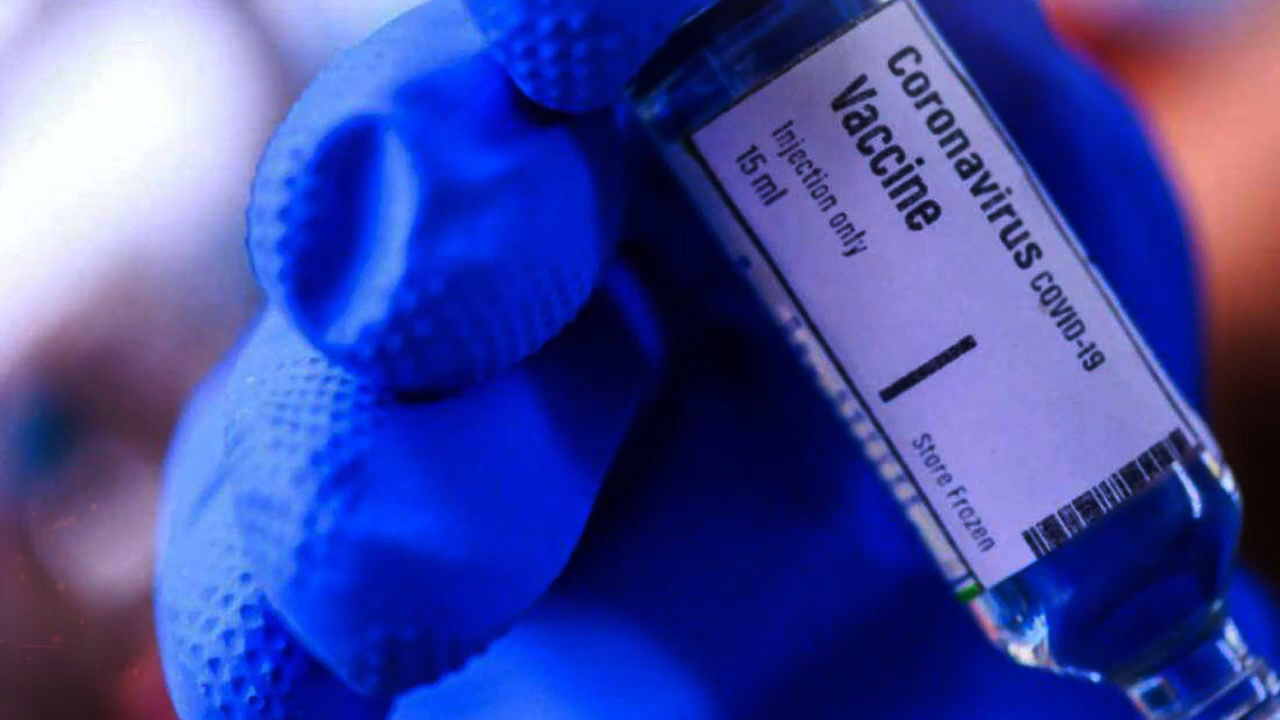 Coronavirus COVID-19
Vaccine
Injection only
15 ml
Store Frozen